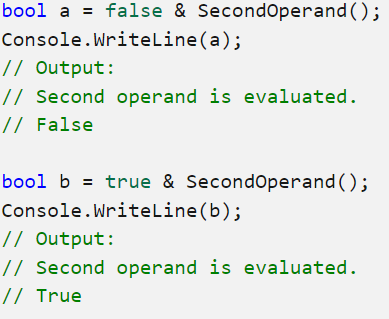 bool a = false & SecondOperand();
Console.WriteLine(a);
// Output:
// Second operand is evaluated.
// False
bool b = true & SecondOperand();
Console.WriteLine(b);
// Output:
// Second operand is evaluated.
// True